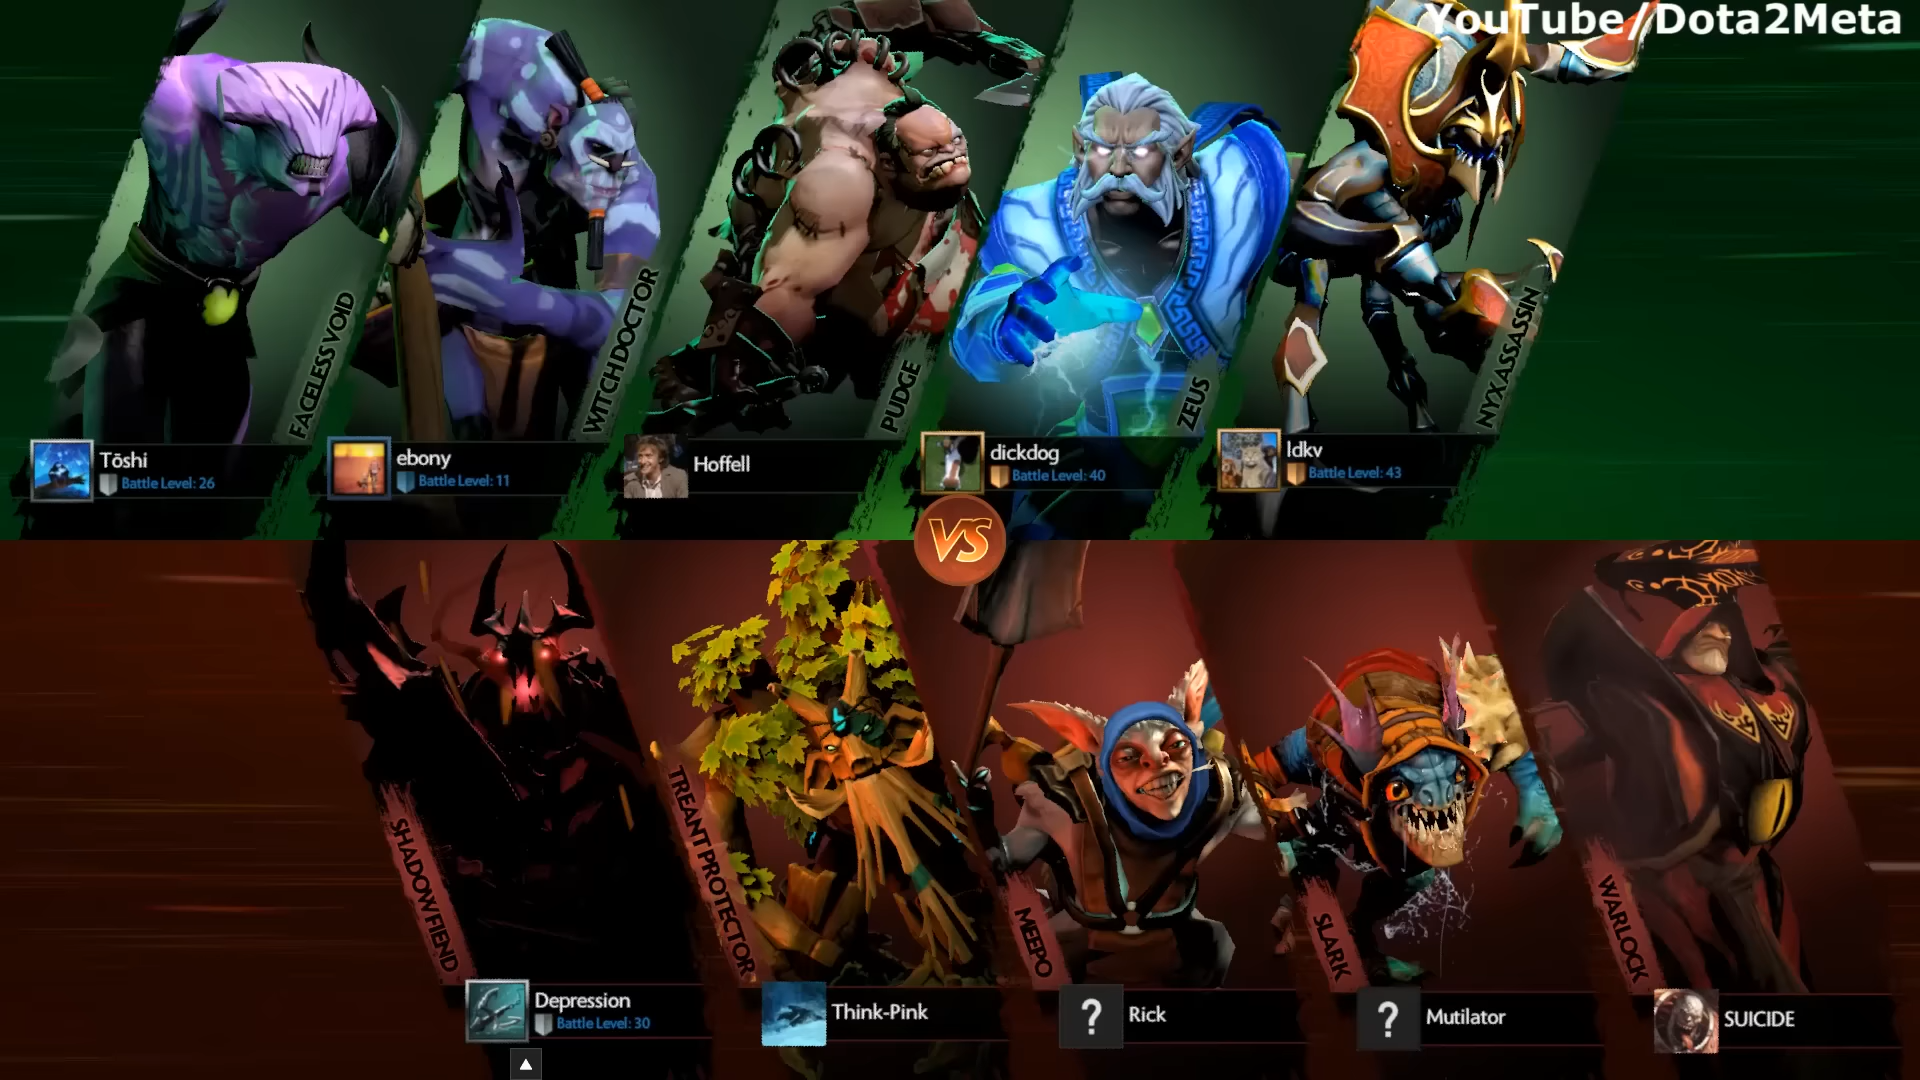 YouTube/Dota2Meta
FACELESS VOID
WITCH DOCTOR
PUDGE
ZEUS
NYX ASSASSIN
Tōshi
Battle Level: 26
ebony
Battle Level: 11
Hoffell
dickdog
Battle Level: 40
ldkv
Battle Level: 43
VS
SHADOW FIEND
TREANT PROTECTOR
MEEPO
SLARK
WARLOCK
Depression
Battle Level: 30
Think-Pink
?
Rick
?
Mutilator
SUICIDE